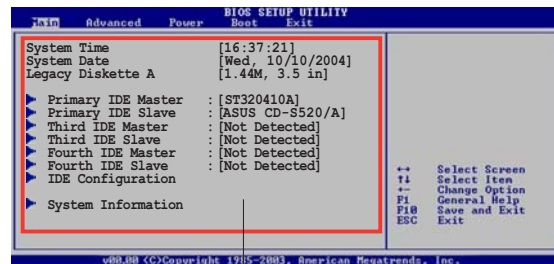 BIOS SETUP UTILITY
Main Advanced Power Boot Exit
System Time [16:37:21]
System Date [Wed, 10/10/2004]
Legacy Diskette A [1.44M, 3.5 in]
Primary IDE Master : [ST320410A]
Primary IDE Slave : [ASUS CD-S520/A]
Third IDE Master : [Not Detected]
Third IDE Slave : [Not Detected]
Fourth IDE Master : [Not Detected]
Fourth IDE Slave : [Not Detected]
IDE Configuration
System Information
↔ Select Screen
↑↓ Select Item
+- Change Option
F1 General Help
F10 Save and Exit
ESC Exit
v00.00 (C)Copyright 1985-2003, American Megatrends, Inc.